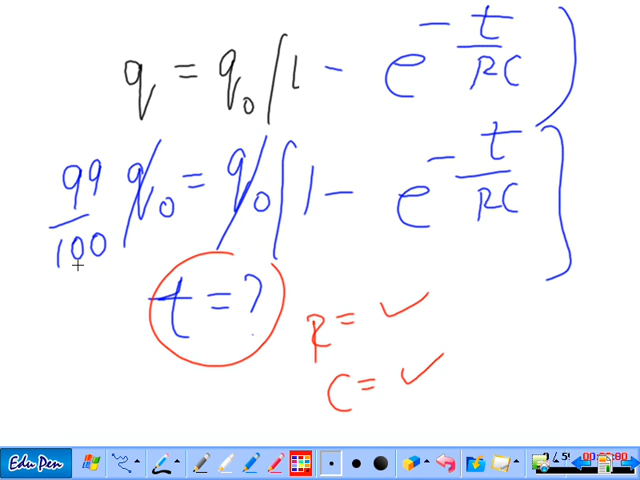 q = q₀(1 - e^(-t/RC))
99/100 q₀ = q₀(1 - e^(-t/RC))
t = ?
R = ✓
C = ✓
Edu Pen